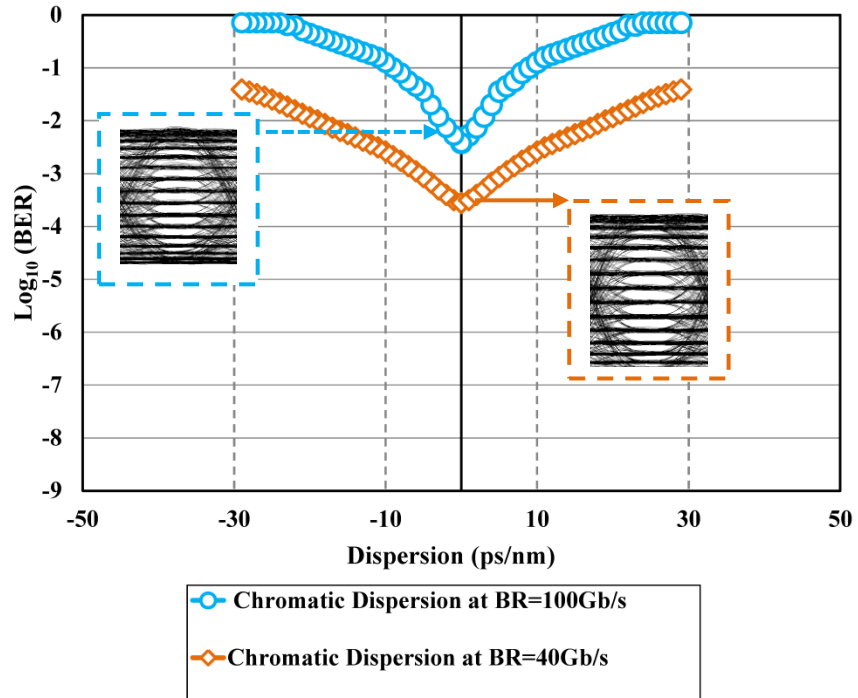 0
-1
-2
-3
-4
-5
-6
-7
-8
-9
Log10 (BER)
-50 -30 -10 10 30 50
Dispersion (ps/nm)
Chromatic Dispersion at BR=100Gb/s
Chromatic Dispersion at BR=40Gb/s